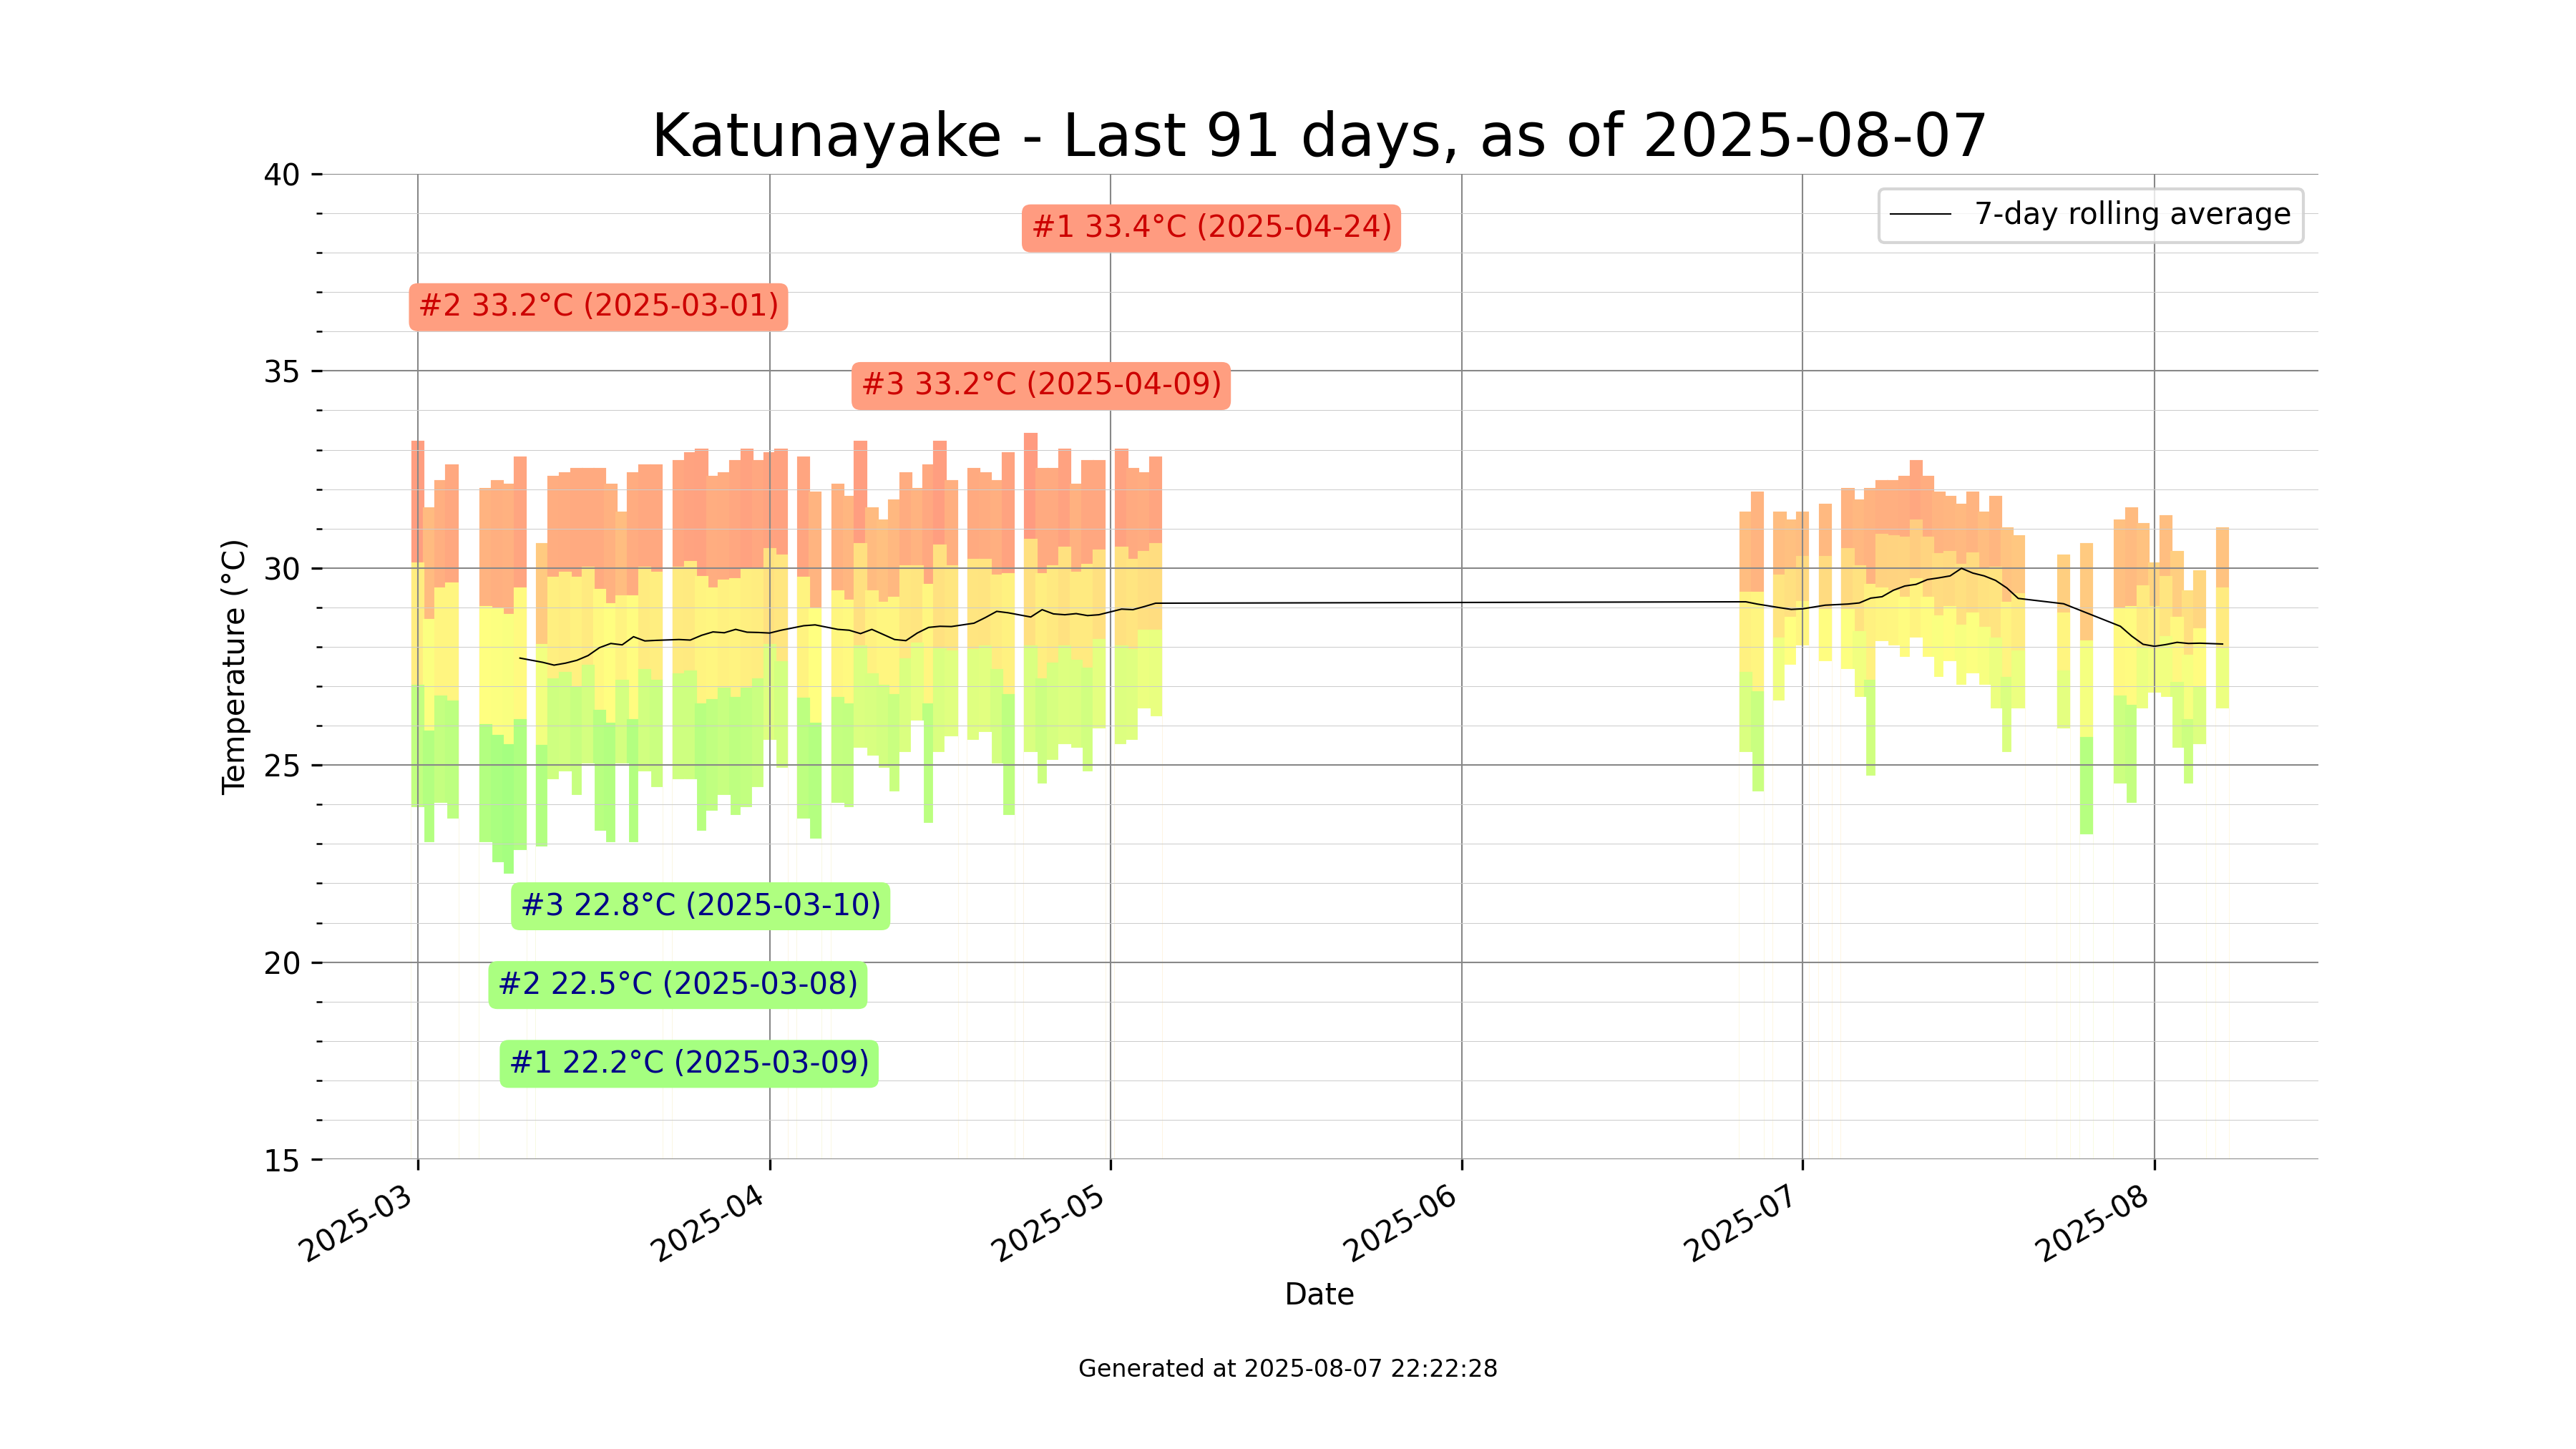 Katunayake - Last 91 days, as of 2025-08-07
40
#1 33.4°C (2025-04-24)
7-day rolling average
#2 33.2°C (2025-03-01)
35
#3 33.2°C (2025-04-09)
30
Temperature (°C)
25
#3 22.8°C (2025-03-10)
20
#2 22.5°C (2025-03-08)
#1 22.2°C (2025-03-09)
15
2025-03
2025-04
2025-05
2025-06
2025-07
2025-08
Date
Generated at 2025-08-07 22:22:28